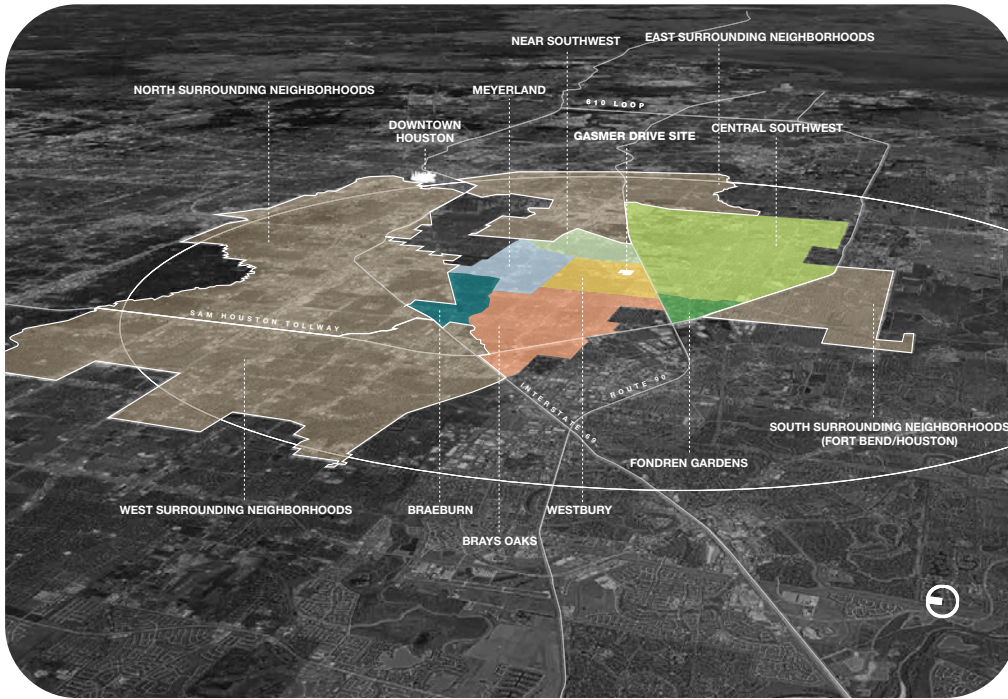 NEAR SOUTHWEST
EAST SURROUNDING NEIGHBORHOODS
NORTH SURROUNDING NEIGHBORHOODS
MEYERLAND
610 LOOP
DOWNTOWN
HOUSTON
GASMER DRIVE SITE
CENTRAL SOUTHWEST
SAM HOUSTON TOLLWAY
INTERSTATE 69
ROUTE 90
SOUTH SURROUNDING NEIGHBORHOODS
(FORT BEND/HOUSTON)
FONDREN GARDENS
WEST SURROUNDING NEIGHBORHOODS
BRAEBURN
WESTBURY
BRAYS OAKS